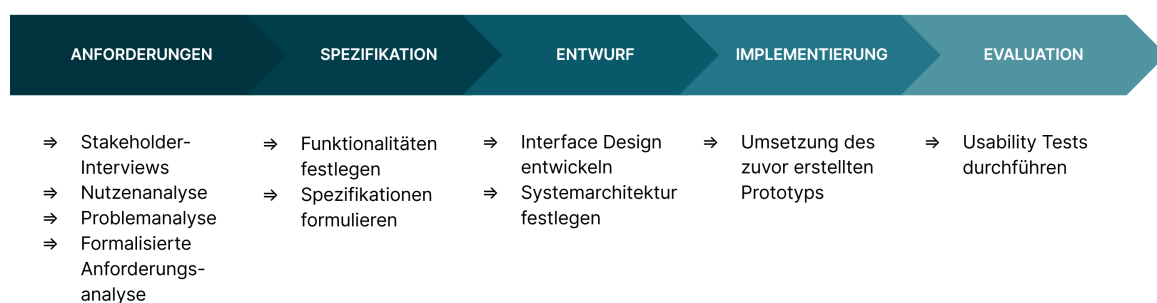 ANFORDERUNGEN
SPEZIFIKATION
ENTWURF
IMPLEMENTIERUNG
EVALUATION
⇒ Stakeholder-
Interviews
⇒ Nutzenanalyse
⇒ Problemanalyse
⇒ Formalisierte
Anforderungs-
analyse
⇒ Funktionalitäten
festlegen
⇒ Spezifikationen
formulieren
⇒ Interface Design
entwickeln
⇒ Systemarchitektur
festlegen
⇒ Umsetzung des
zuvor erstellten
Prototyps
⇒ Usability Tests
durchführen